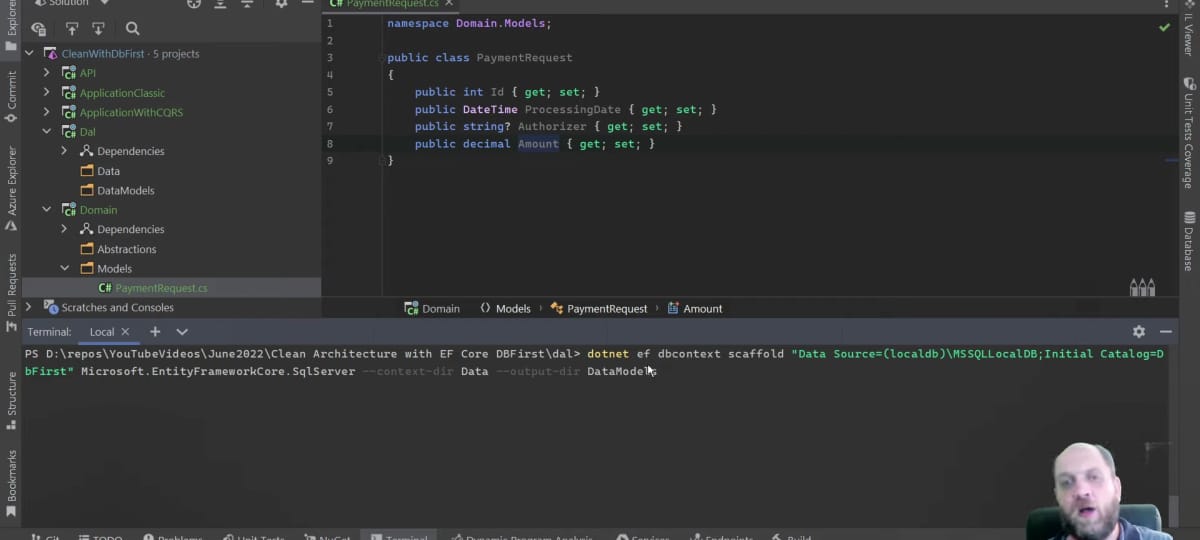 Solution
PaymentRequest.cs
Explorer
Commit
Azure Explorer
Pull Requests
Structure
Bookmarks
CleanWithDbFirst · 5 projects
API
ApplicationClassic
ApplicationWithCQRS
Dal
Dependencies
Data
DataModels
Domain
Dependencies
Abstractions
Models
C# PaymentRequest.cs
Scratches and Consoles
1 namespace Domain.Models;
2
3 public class PaymentRequest
4 {
5 public int Id { get; set; }
6 public DateTime ProcessingDate { get; set; }
7 public string? Authorizer { get; set; }
8 public decimal Amount { get; set; }
9 }
Domain Models PaymentRequest Amount
IL Viewer
Unit Tests Coverage
Database
Terminal: Local
PS D:\repos\YouTubeVideos\June2022\Clean Architecture with EF Core DBFirst\dal> dotnet ef dbcontext scaffold "Data Source=(localdb)\MSSQLLocalDB;Initial Catalog=D
bFirst" Microsoft.EntityFrameworkCore.SqlServer --context-dir Data --output-dir DataModels
Git TODO Problems Unit Tests NuGet Terminal Dynamic Program Analysis Services Endpoints Build